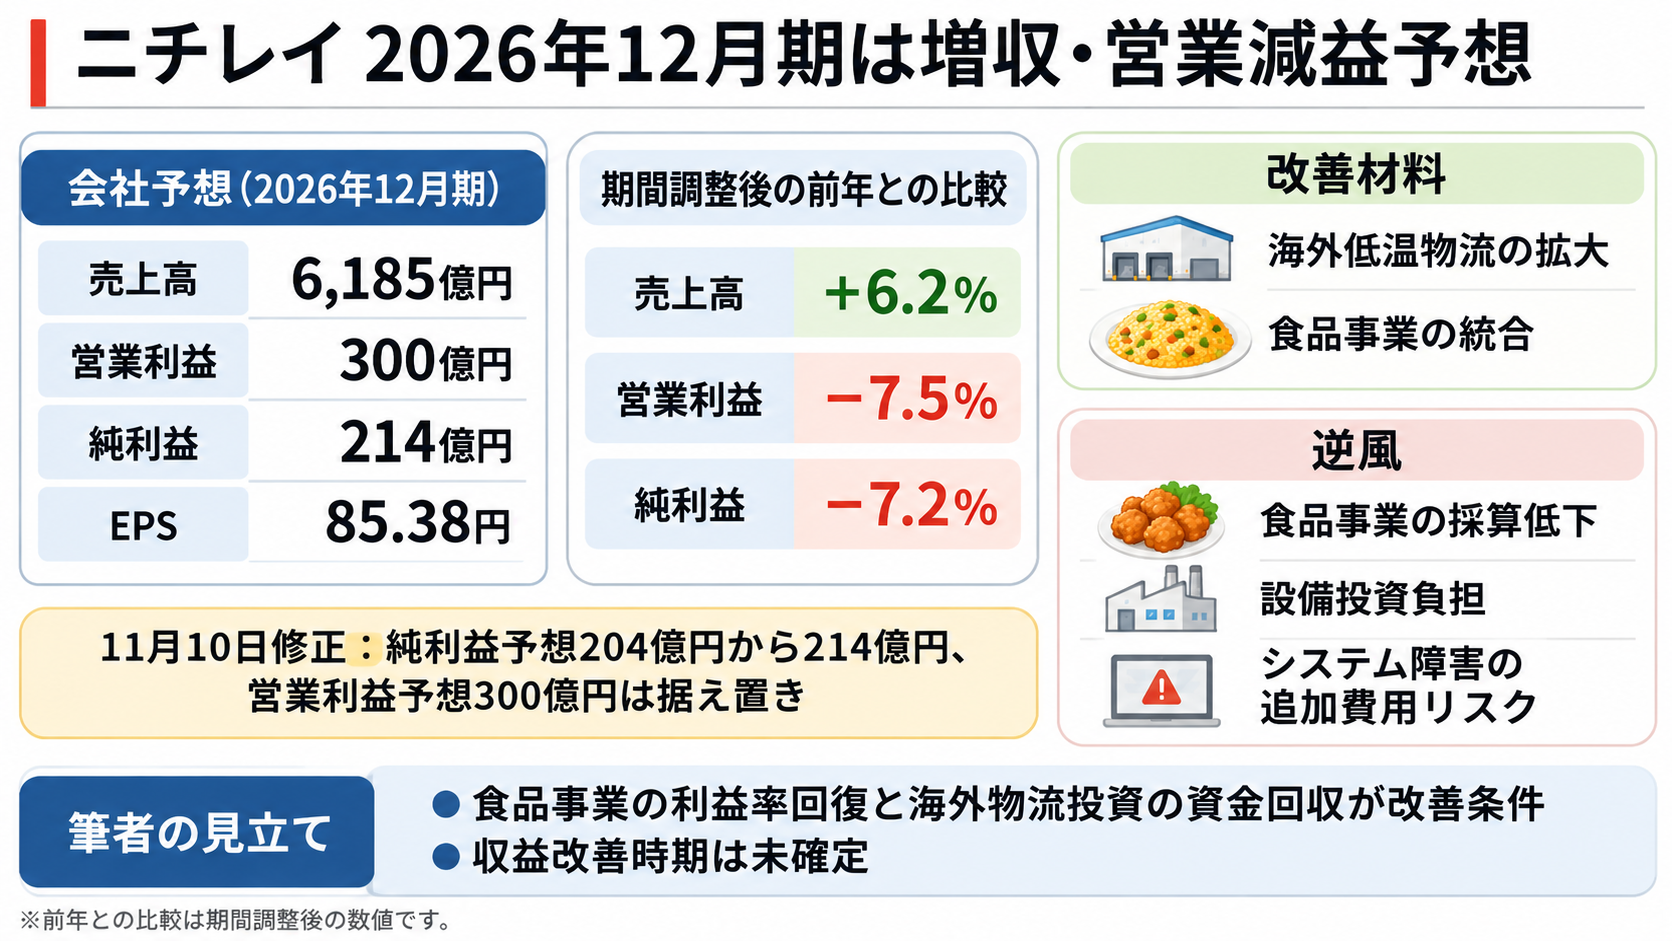 ニチレイ 2026年12月期は増収・営業減益予想
会社予想(2026年12月期)
売上高 6,185億円
営業利益 300億円
純利益 214億円
EPS 85.38円
期間調整後の前年との比較
売上高 +6.2%
営業利益 −7.5%
純利益 −7.2%
改善材料
海外低温物流の拡大
食品事業の統合
逆風
食品事業の採算低下
設備投資負担
システム障害の
追加費用リスク
11月10日修正：純利益予想204億円から214億円、
営業利益予想300億円は据え置き
筆者の見立て
● 食品事業の利益率回復と海外物流投資の資金回収が改善条件
● 収益改善時期は未確定
※前年との比較は期間調整後の数値です。